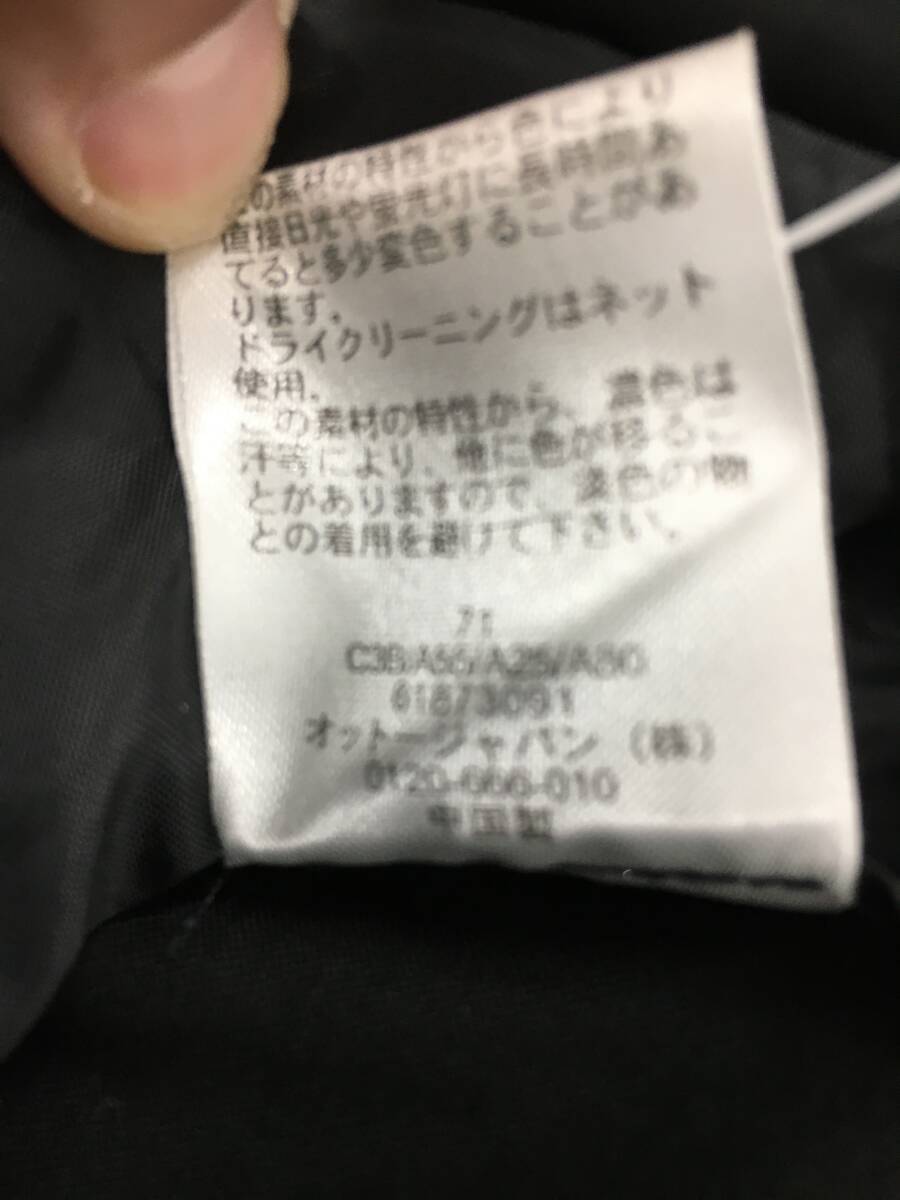 この素材の特性から色により
直接日光や蛍光灯に長時間あ
てると多少変色することがあ
ります。
ドライクリーニングはネット
使用。
この素材の特性から、濃色は
汗等により、他に色が移るこ
とがありますので、淡色の物
との着用を避けて下さい。
61873091
オットージャパン（株）
0120-666-010
中国製